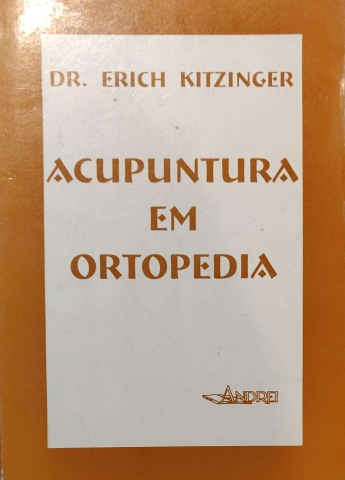 DR. ERICH KITZINGER
ACUPUNTURA
EM
ORTOPEDIA
ANDREI